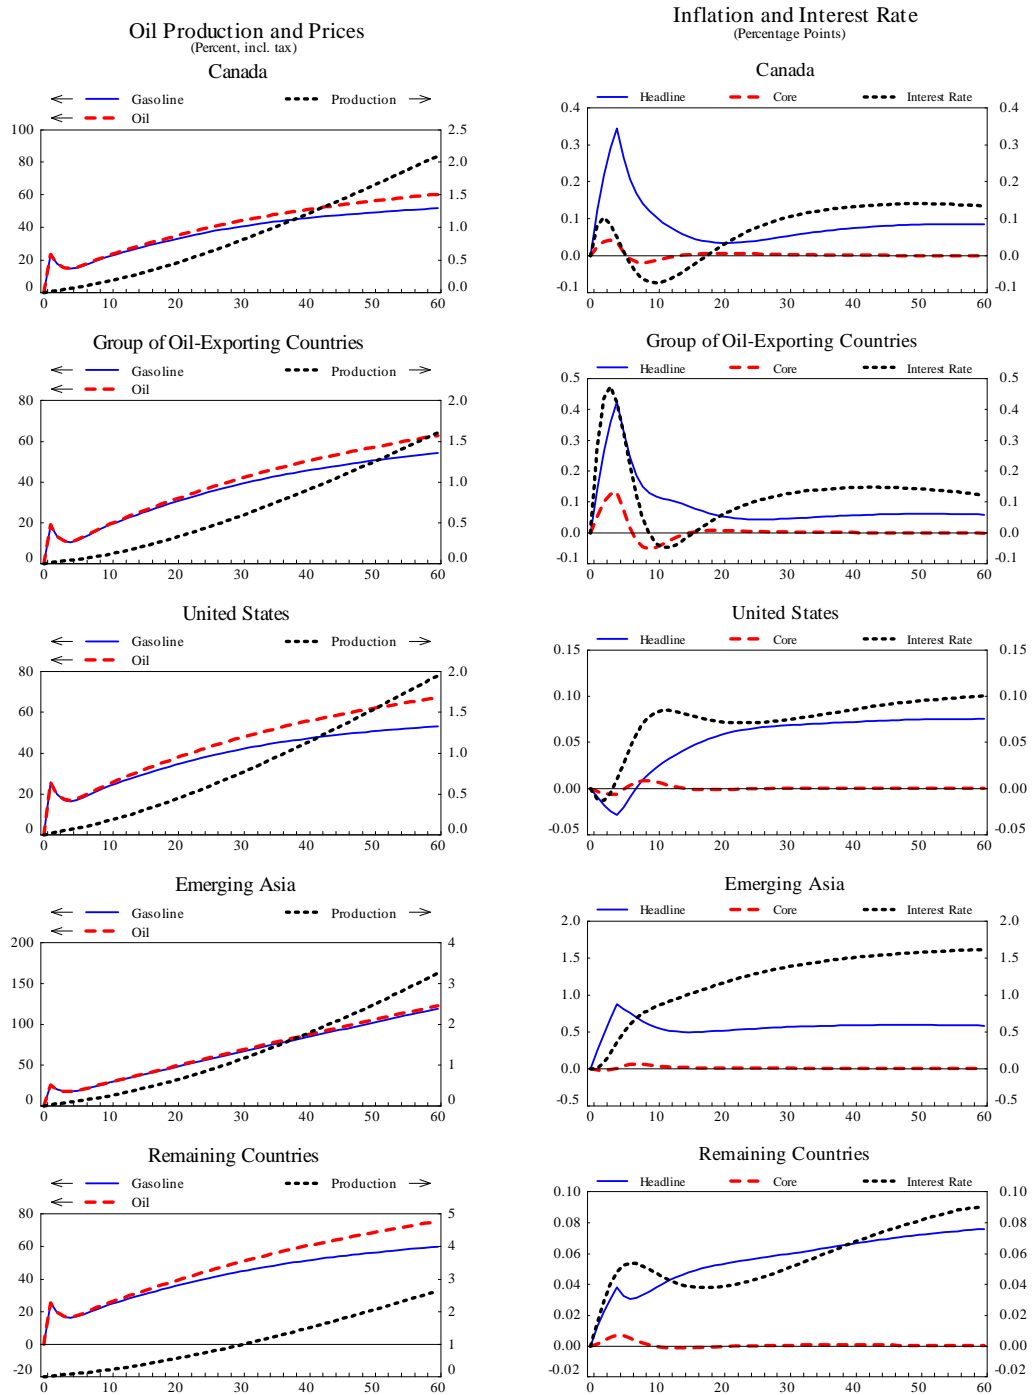 Oil Production and Prices
(Percent, incl. tax)
Canada
Gasoline Production
Oil
100 2.5
80 2.0
60 1.5
40 1.0
20 0.5
0 0.0
0 10 20 30 40 50 60
Group of Oil-Exporting Countries
Gasoline Production
Oil
80 2.0
60 1.5
40 1.0
20 0.5
0 0.0
0 10 20 30 40 50 60
United States
Gasoline Production
Oil
80 2.0
60 1.5
40 1.0
20 0.5
0 0.0
0 10 20 30 40 50 60
Emerging Asia
Gasoline Production
Oil
200 4
150 3
100 2
50 1
0 0
0 10 20 30 40 50 60
Remaining Countries
Gasoline Production
Oil
80 5
60 4
40 3
20 2
0 1
-20 0
0 10 20 30 40 50 60
Inflation and Interest Rate
(Percentage Points)
Canada
Headline Core Interest Rate
0.4 0.4
0.3 0.3
0.2 0.2
0.1 0.1
0.0 0.0
-0.1 -0.1
0 10 20 30 40 50 60
Group of Oil-Exporting Countries
Headline Core Interest Rate
0.5 0.5
0.4 0.4
0.3 0.3
0.2 0.2
0.1 0.1
0.0 0.0
-0.1 -0.1
0 10 20 30 40 50 60
United States
Headline Core Interest Rate
0.15 0.15
0.10 0.10
0.05 0.05
0.00 0.00
-0.05 -0.05
0 10 20 30 40 50 60
Emerging Asia
Headline Core Interest Rate
2.0 2.0
1.5 1.5
1.0 1.0
0.5 0.5
0.0 0.0
-0.5 -0.5
0 10 20 30 40 50 60
Remaining Countries
Headline Core Interest Rate
0.10 0.10
0.08 0.08
0.06 0.06
0.04 0.04
0.02 0.02
0.00 0.00
-0.02 -0.02
0 10 20 30 40 50 60